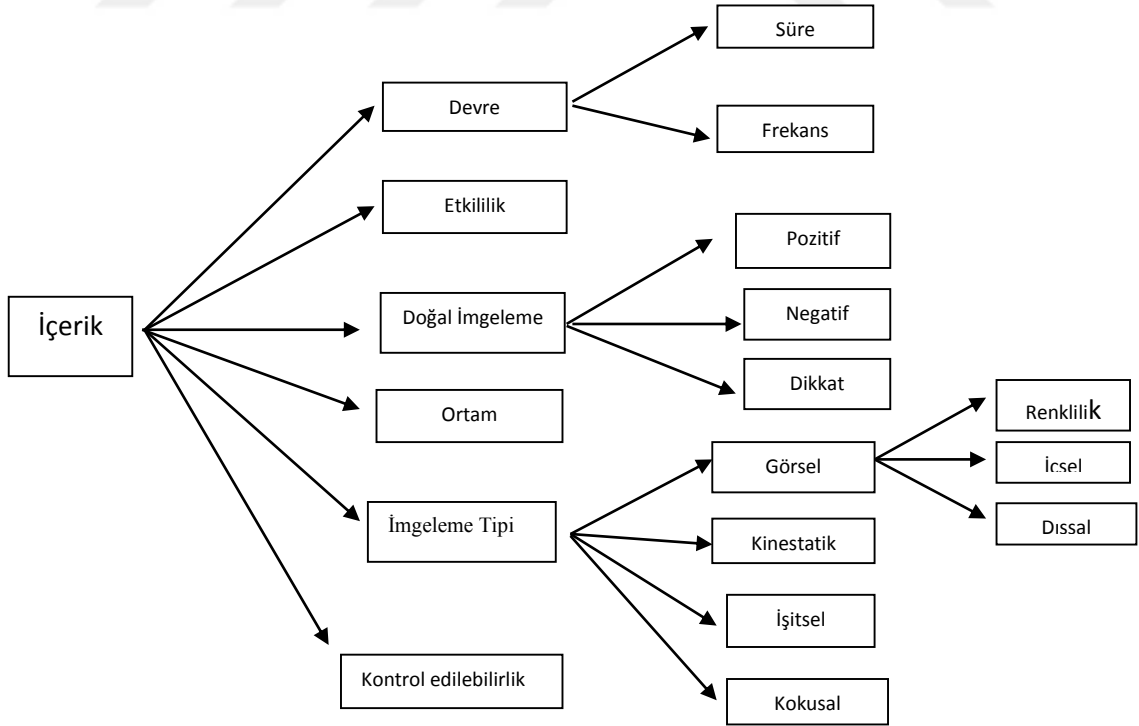 Süre
Devre
Frekans
Etkililik
Pozitif
İçerik
Doğal İmgeleme
Negatif
Dikkat
Ortam
Renklilik
Görsel
İçsel
İmgeleme Tipi
Kinestatik
Dıssal
İşitsel
Kontrol edilebilirlik
Kokusal